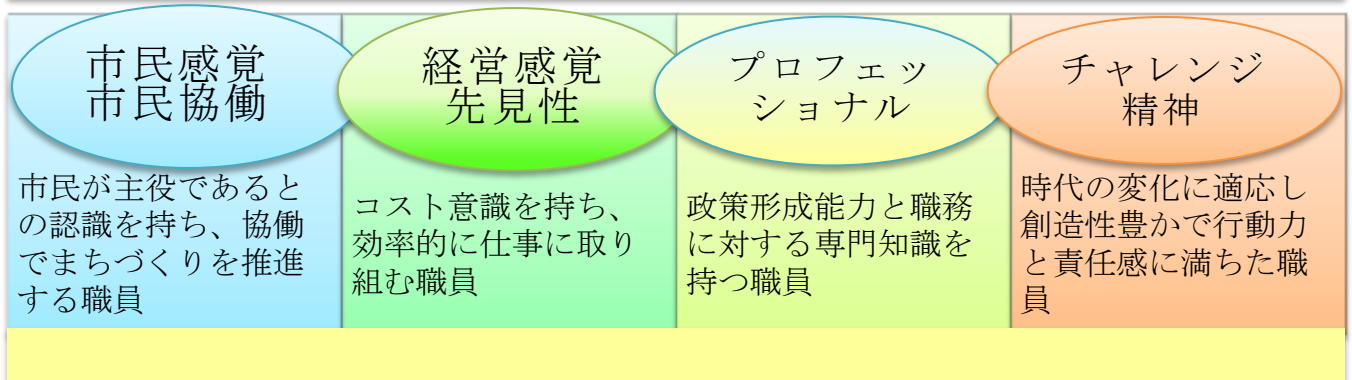 市民感覚
市民協働
市民が主役であると
の認識を持ち、協働
でまちづくりを推進
する職員
経営感覚
先見性
コスト意識を持ち、
効率的に仕事に取り
組む職員
プロフェッ
ショナル
政策形成能力と職務
に対する専門知識を
持つ職員
チャレンジ
精神
時代の変化に適応し
創造性豊かで行動力
と責任感に満ちた職
員